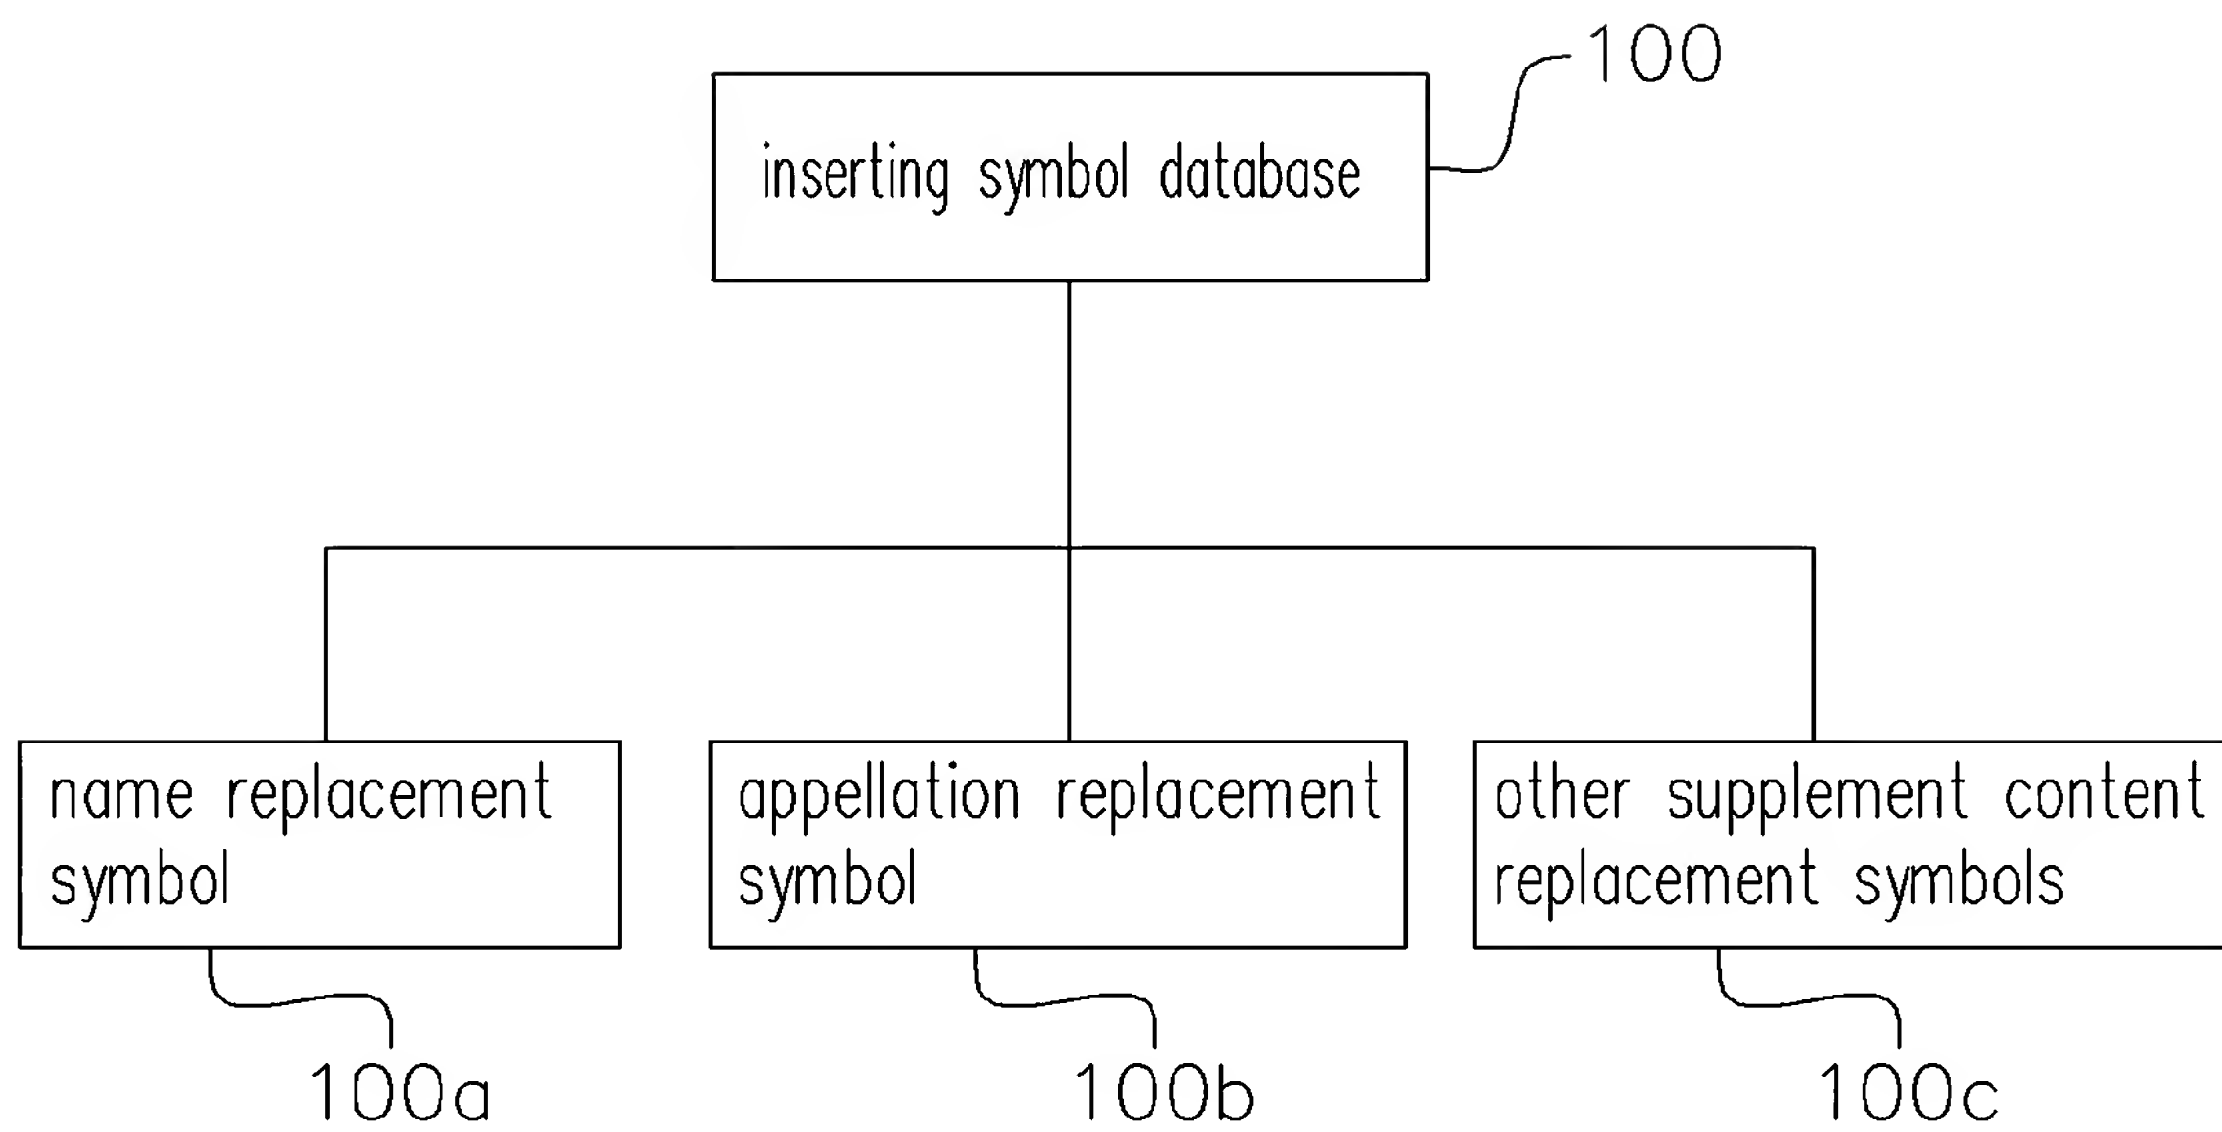 100
inserting symbol database
name replacement
symbol
appellation replacement
symbol
other supplement content
replacement symbols
100a
100b
100c